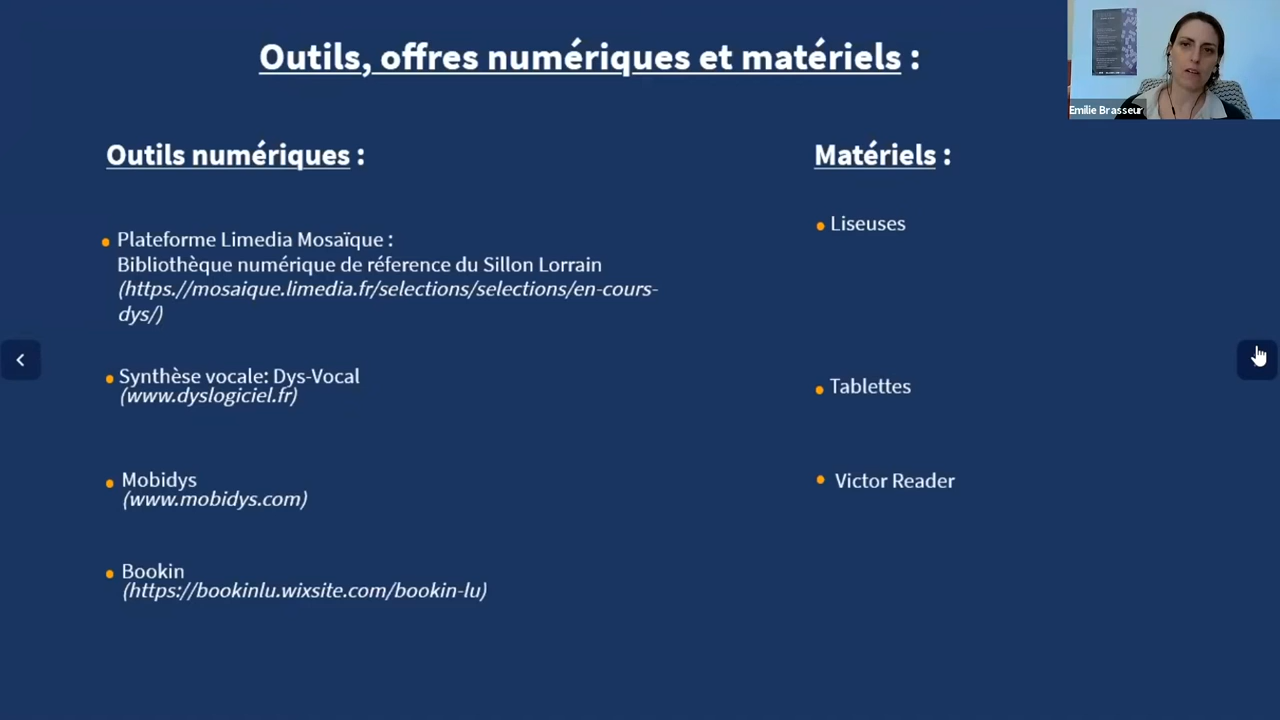 Outils, offres numériques et matériels :
Emilie Brasseur
Outils numériques :
Plateforme Limedia Mosaïque :
Bibliothèque numérique de réference du Sillon Lorrain
(https.//mosaique.limedia.fr/selections/selections/en-cours-
dys/)
Synthèse vocale: Dys-Vocal
(www.dyslogiciel.fr)
Mobidys
(www.mobidys.com)
Bookin
(https://bookinlu.wixsite.com/bookin-lu)
Matériels :
Liseuses
Tablettes
Victor Reader